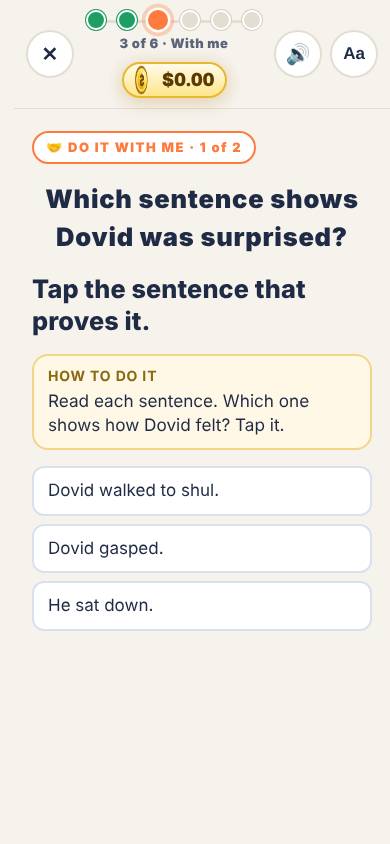 3 of 6 · With me
$0.00
Aa
DO IT WITH ME · 1 of 2
Which sentence shows
Dovid was surprised?
Tap the sentence that
proves it.
HOW TO DO IT
Read each sentence. Which one
shows how Dovid felt? Tap it.
Dovid walked to shul.
Dovid gasped.
He sat down.